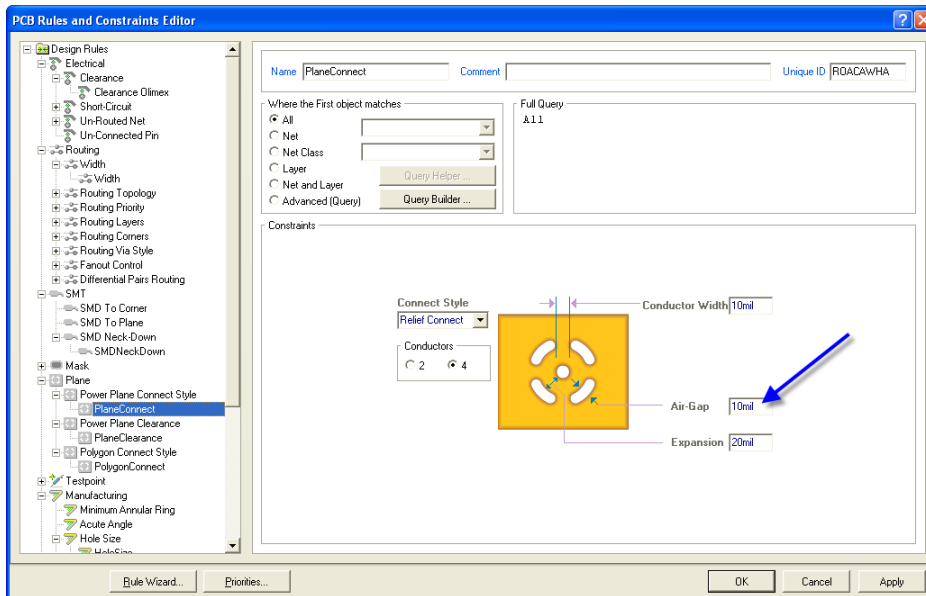 PCB Rules and Constraints Editor
Design Rules
Electrical
Clearance
Clearance Olimex
Short-Circuit
Un-Routed Net
Un-Connected Pin
Routing
Width
Width
Routing Topology
Routing Priority
Routing Layers
Routing Corners
Routing Via Style
Fanout Control
Differential Pairs Routing
SMT
SMD To Corner
SMD To Plane
SMD Neck-Down
SMDNeckDown
Mask
Plane
Power Plane Connect Style
PlaneConnect
Power Plane Clearance
PlaneClearance
Polygon Connect Style
PolygonConnect
Testpoint
Manufacturing
Minimum Annular Ring
Acute Angle
Hole Size
HoleSize
Name PlaneConnect Comment Unique ID ROACAWHA
Where the First object matches
All
Net
Net Class
Layer
Net and Layer
Advanced (Query)
Query Helper ...
Query Builder ...
Full Query
All
Constraints
Connect Style
Relief Connect
Conductors
2 4
Conductor Width 10mil
Air-Gap 10mil
Expansion 20mil
Rule Wizard... Priorities... OK Cancel Apply